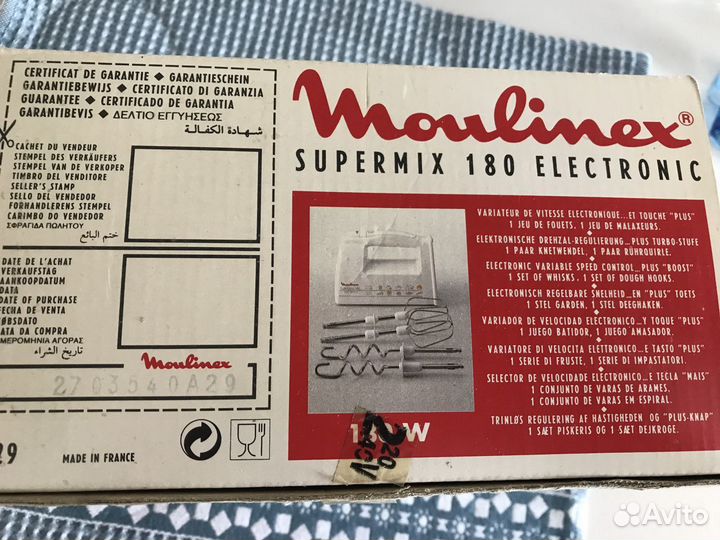 CERTIFICAT DE GARANTIE • GARANTIESCHEIN
GARANTIEBEWIJS • CERTIFICATO DI GARANZIA
GUARANTEE • CERTIFICADO DE GARANTIA
GARANTIBEVIS • ΔΕΛΤΙΟ ΕΓΓΥΗΣΕΩΣ
شهادة الكفالة
CACHET DU VENDEUR
STEMPEL DES VERKÄUFERS
STEMPEL VAN DE VERKOPER
TIMBRO DEL VENDITORE
SELLER'S STAMP
SELLO DEL VENDEDOR
FORHANDLERENS STEMPEL
CARIMBO DO VENDEDOR
ΣΦΡΑΓΙΔΑ ΠΩΛΗΤΟΥ
ختم البائع
DATE DE L'ACHAT
VERKAUFSTAG
AANKOOPDATUM
DATA
DATE OF PURCHASE
FECHA DE VENTA
KØBSDATO
DATA DA COMPRA
ΗΜΕΡΟΜΗΝΙΑ ΑΓΟΡΑΣ
تاريخ الشراء
Moulinex
2703540A29
29
MADE IN FRANCE
Moulinex®
SUPERMIX 180 ELECTRONIC
Moulinex
VARIATEUR DE VITESSE ELECTRONIQUE...ET TOUCHE "PLUS"
1 JEU DE FOUETS. 1 JEU DE MALAXEURS.
ELEKTRONISCHE DREHZAL-REGULIERUNG...PLUS TURBO-STUFE
1 PAAR KNETWENDEL, 1 PAAR RÜHRQUIRLE.
ELECTRONIC VARIABLE SPEED CONTROL...PLUS "BOOST"
1 SET OF WHISKS. 1 SET OF DOUGH HOOKS.
ELECTRONISCH REGELBARE SNELHEID...EN "PLUS" TOETS
1 STEL GARDEN, 1 STEL DEEGHAKEN.
VARIADOR DE VELOCIDAD ELECTRONICO...Y TOQUE "PLUS"
1 JUEGO BATIDOR, 1 JUEGO AMASADOR.
VARIATORE DI VELOCITA ELETTRONICO...E TASTO "PLUS"
1 SERIE DI FRUSTE, 1 SERIE DI IMPASTATORI.
SELECTOR DE VELOCIDADE ELECTRONICO...E TECLA "MAIS"
1 CONJUNTO DE VARAS DE ARAMES.
1 CONJUNTO DE VARAS EN ESPIRAL.
TRINLØS REGULERING AF HASTIGHEDEN OG "PLUS-KNAP"
1 SÆT PISKERIS OG 1 SÆT DEJKROGE.
180 W
220
Avito